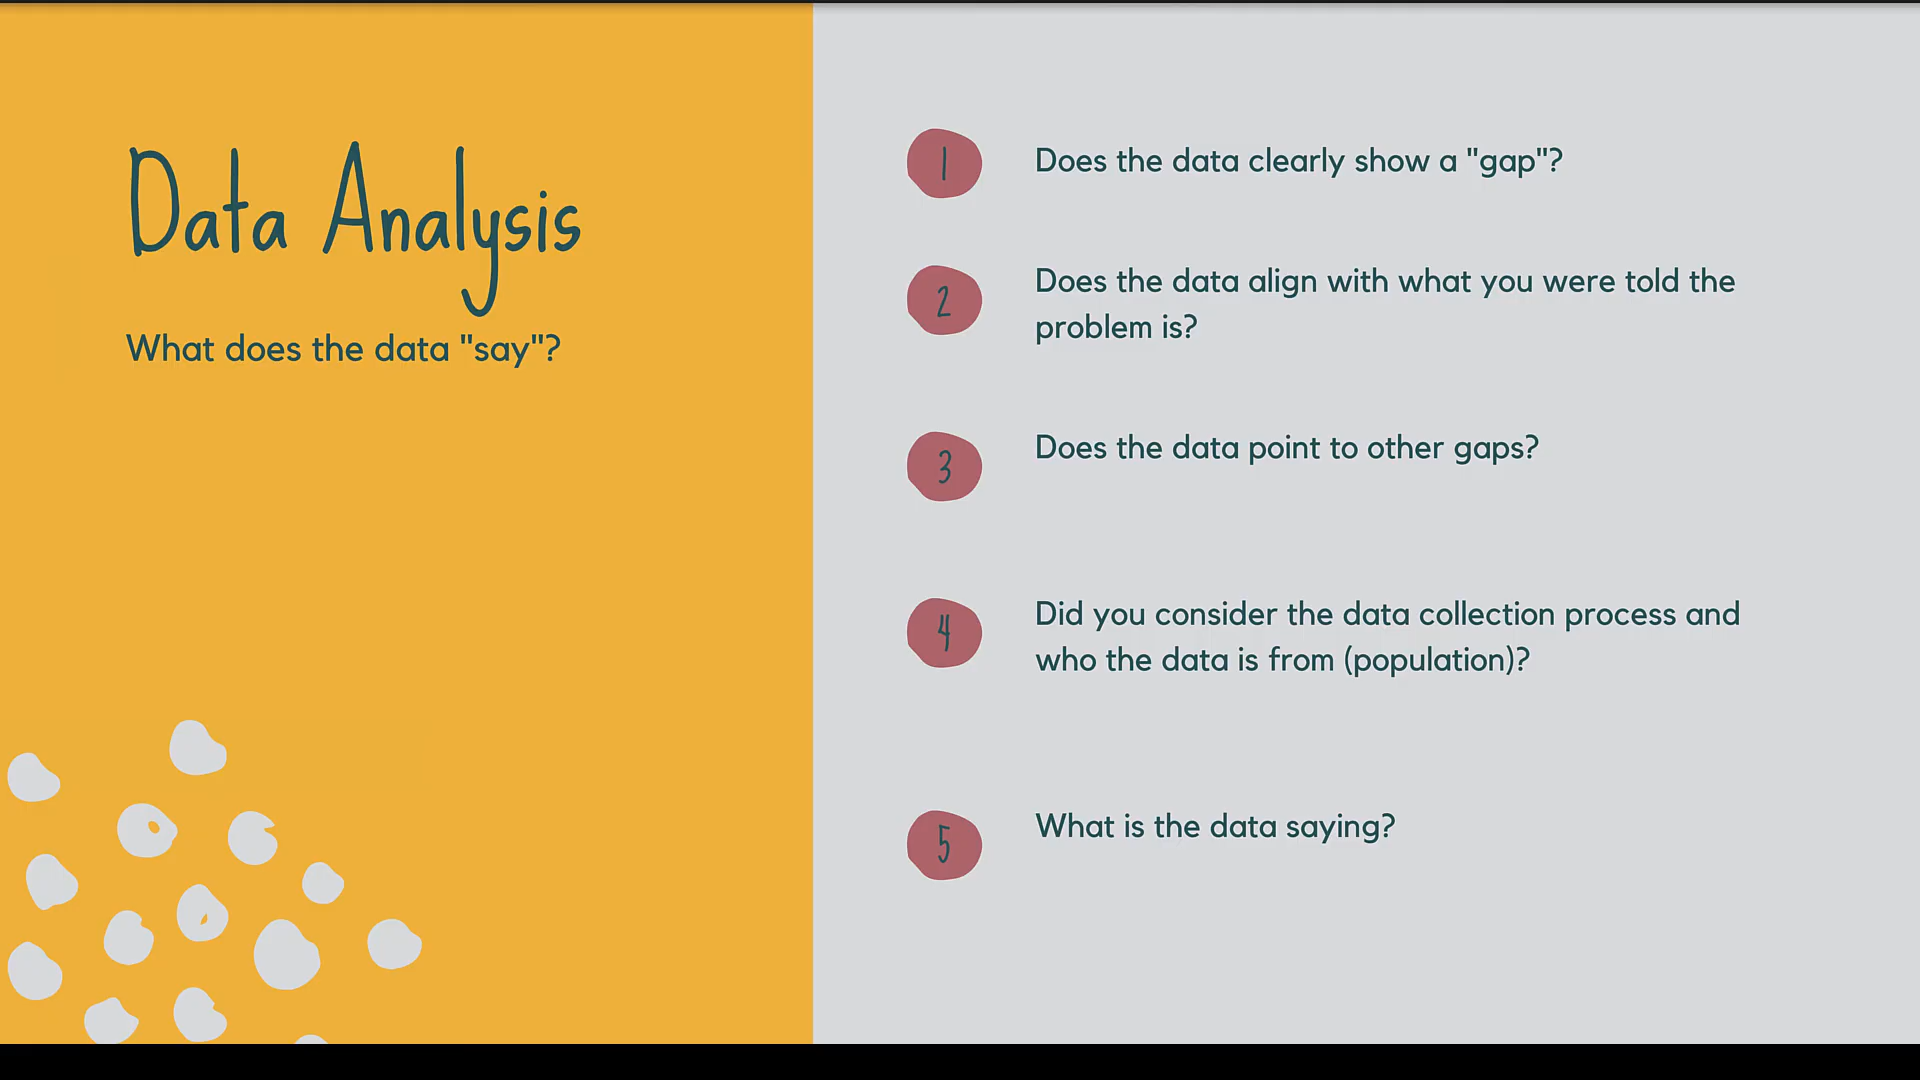 Data Analysis
What does the data "say"?
1
Does the data clearly show a "gap"?
2
Does the data align with what you were told the
problem is?
3
Does the data point to other gaps?
4
Did you consider the data collection process and
who the data is from (population)?
5
What is the data saying?